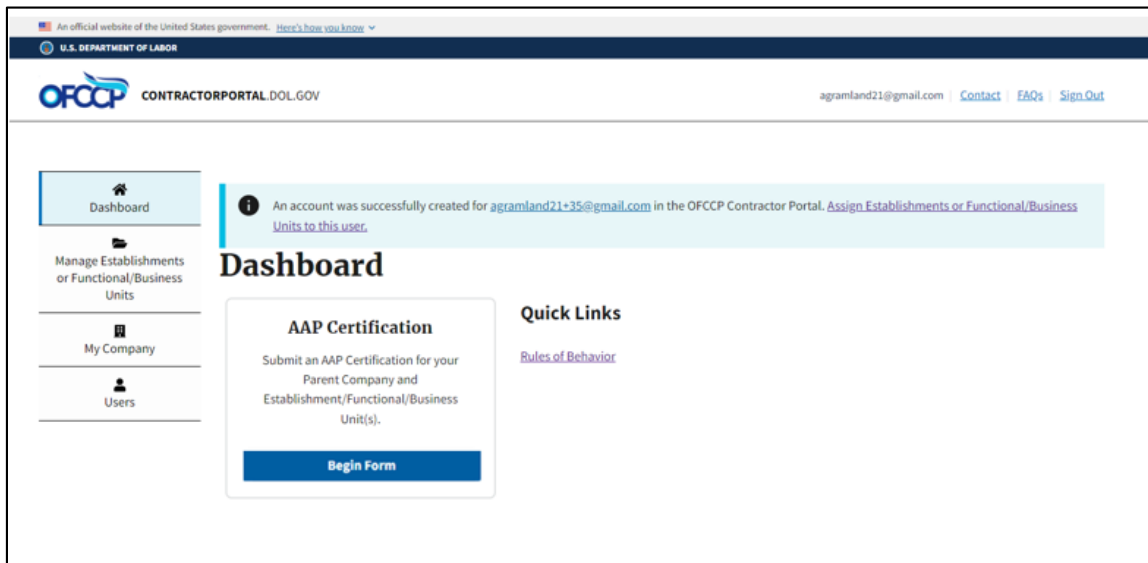 An official website of the United States government. Here's how you know
U.S. DEPARTMENT OF LABOR
OFCCP CONTRACTORPORTAL.DOL.GOV
agramland21@gmail.com | Contact | FAQs | Sign Out
Dashboard
Manage Establishments
or Functional/Business
Units
My Company
Users
An account was successfully created for agramland21+35@gmail.com in the OFCCP Contractor Portal. Assign Establishments or Functional/Business
Units to this user.
Dashboard
AAP Certification
Submit an AAP Certification for your
Parent Company and
Establishment/Functional/Business
Unit(s).
Begin Form
Quick Links
Rules of Behavior